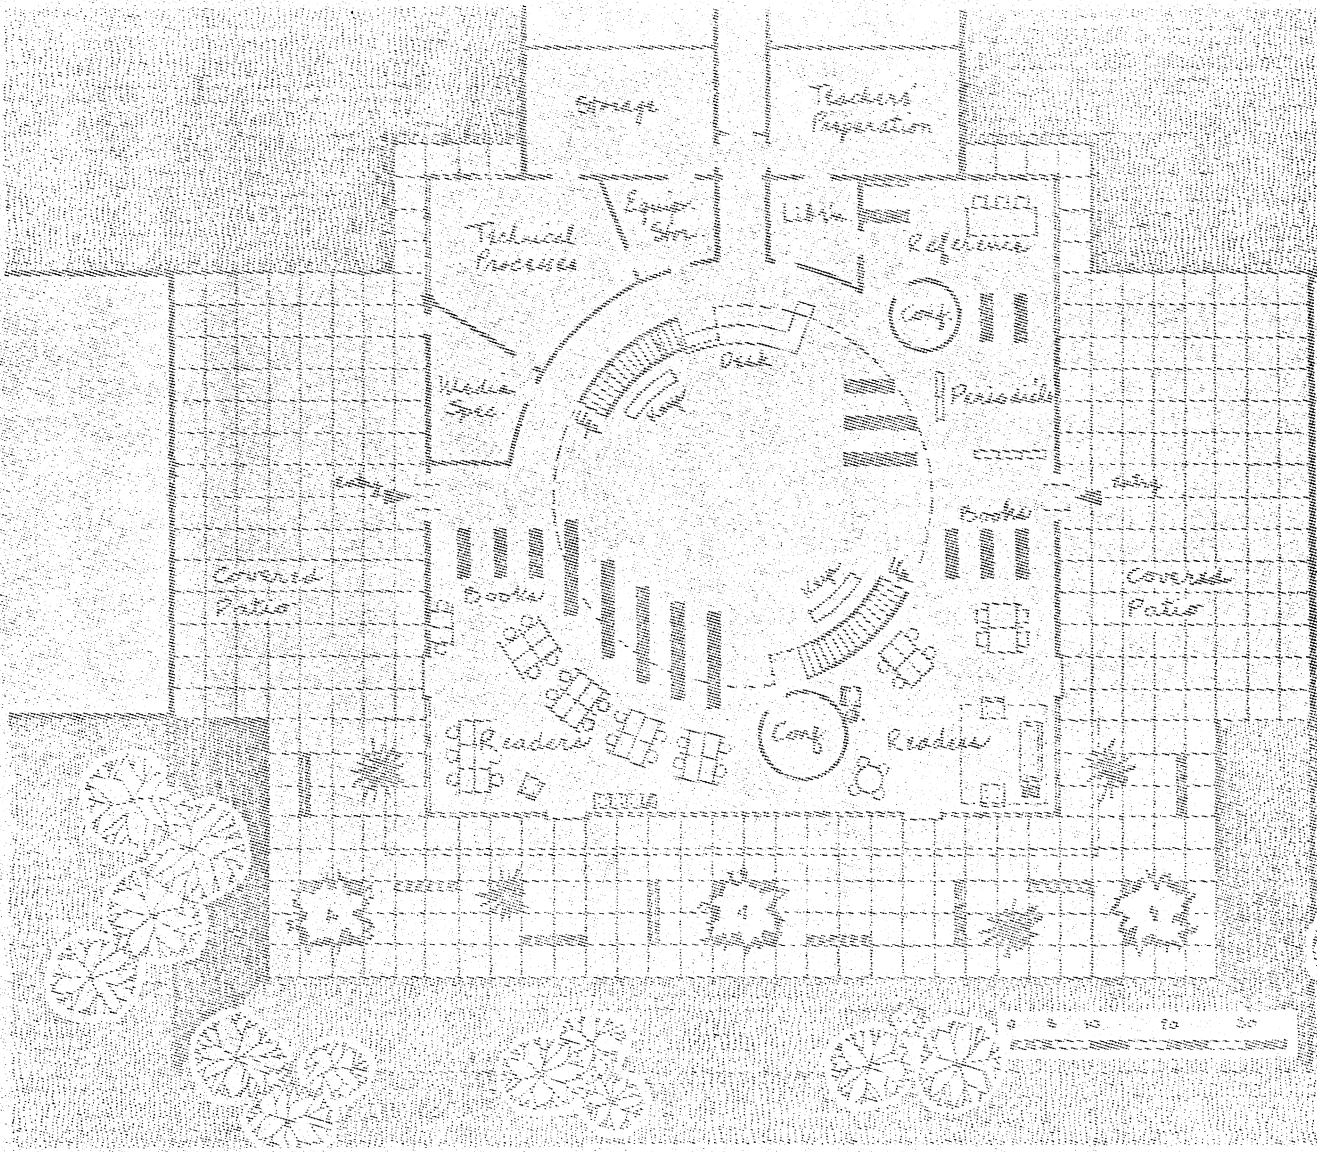 Storage
Teachers'
Preparation
Equip.
Stor
Technical
Processes
Reference
Conf
Desk
Media
Spec
Periodicals
Entry
Entry
Books
Covered
Patio
Books
Covered
Patio
Readers
Conf
Readers
0 5 10 20 30